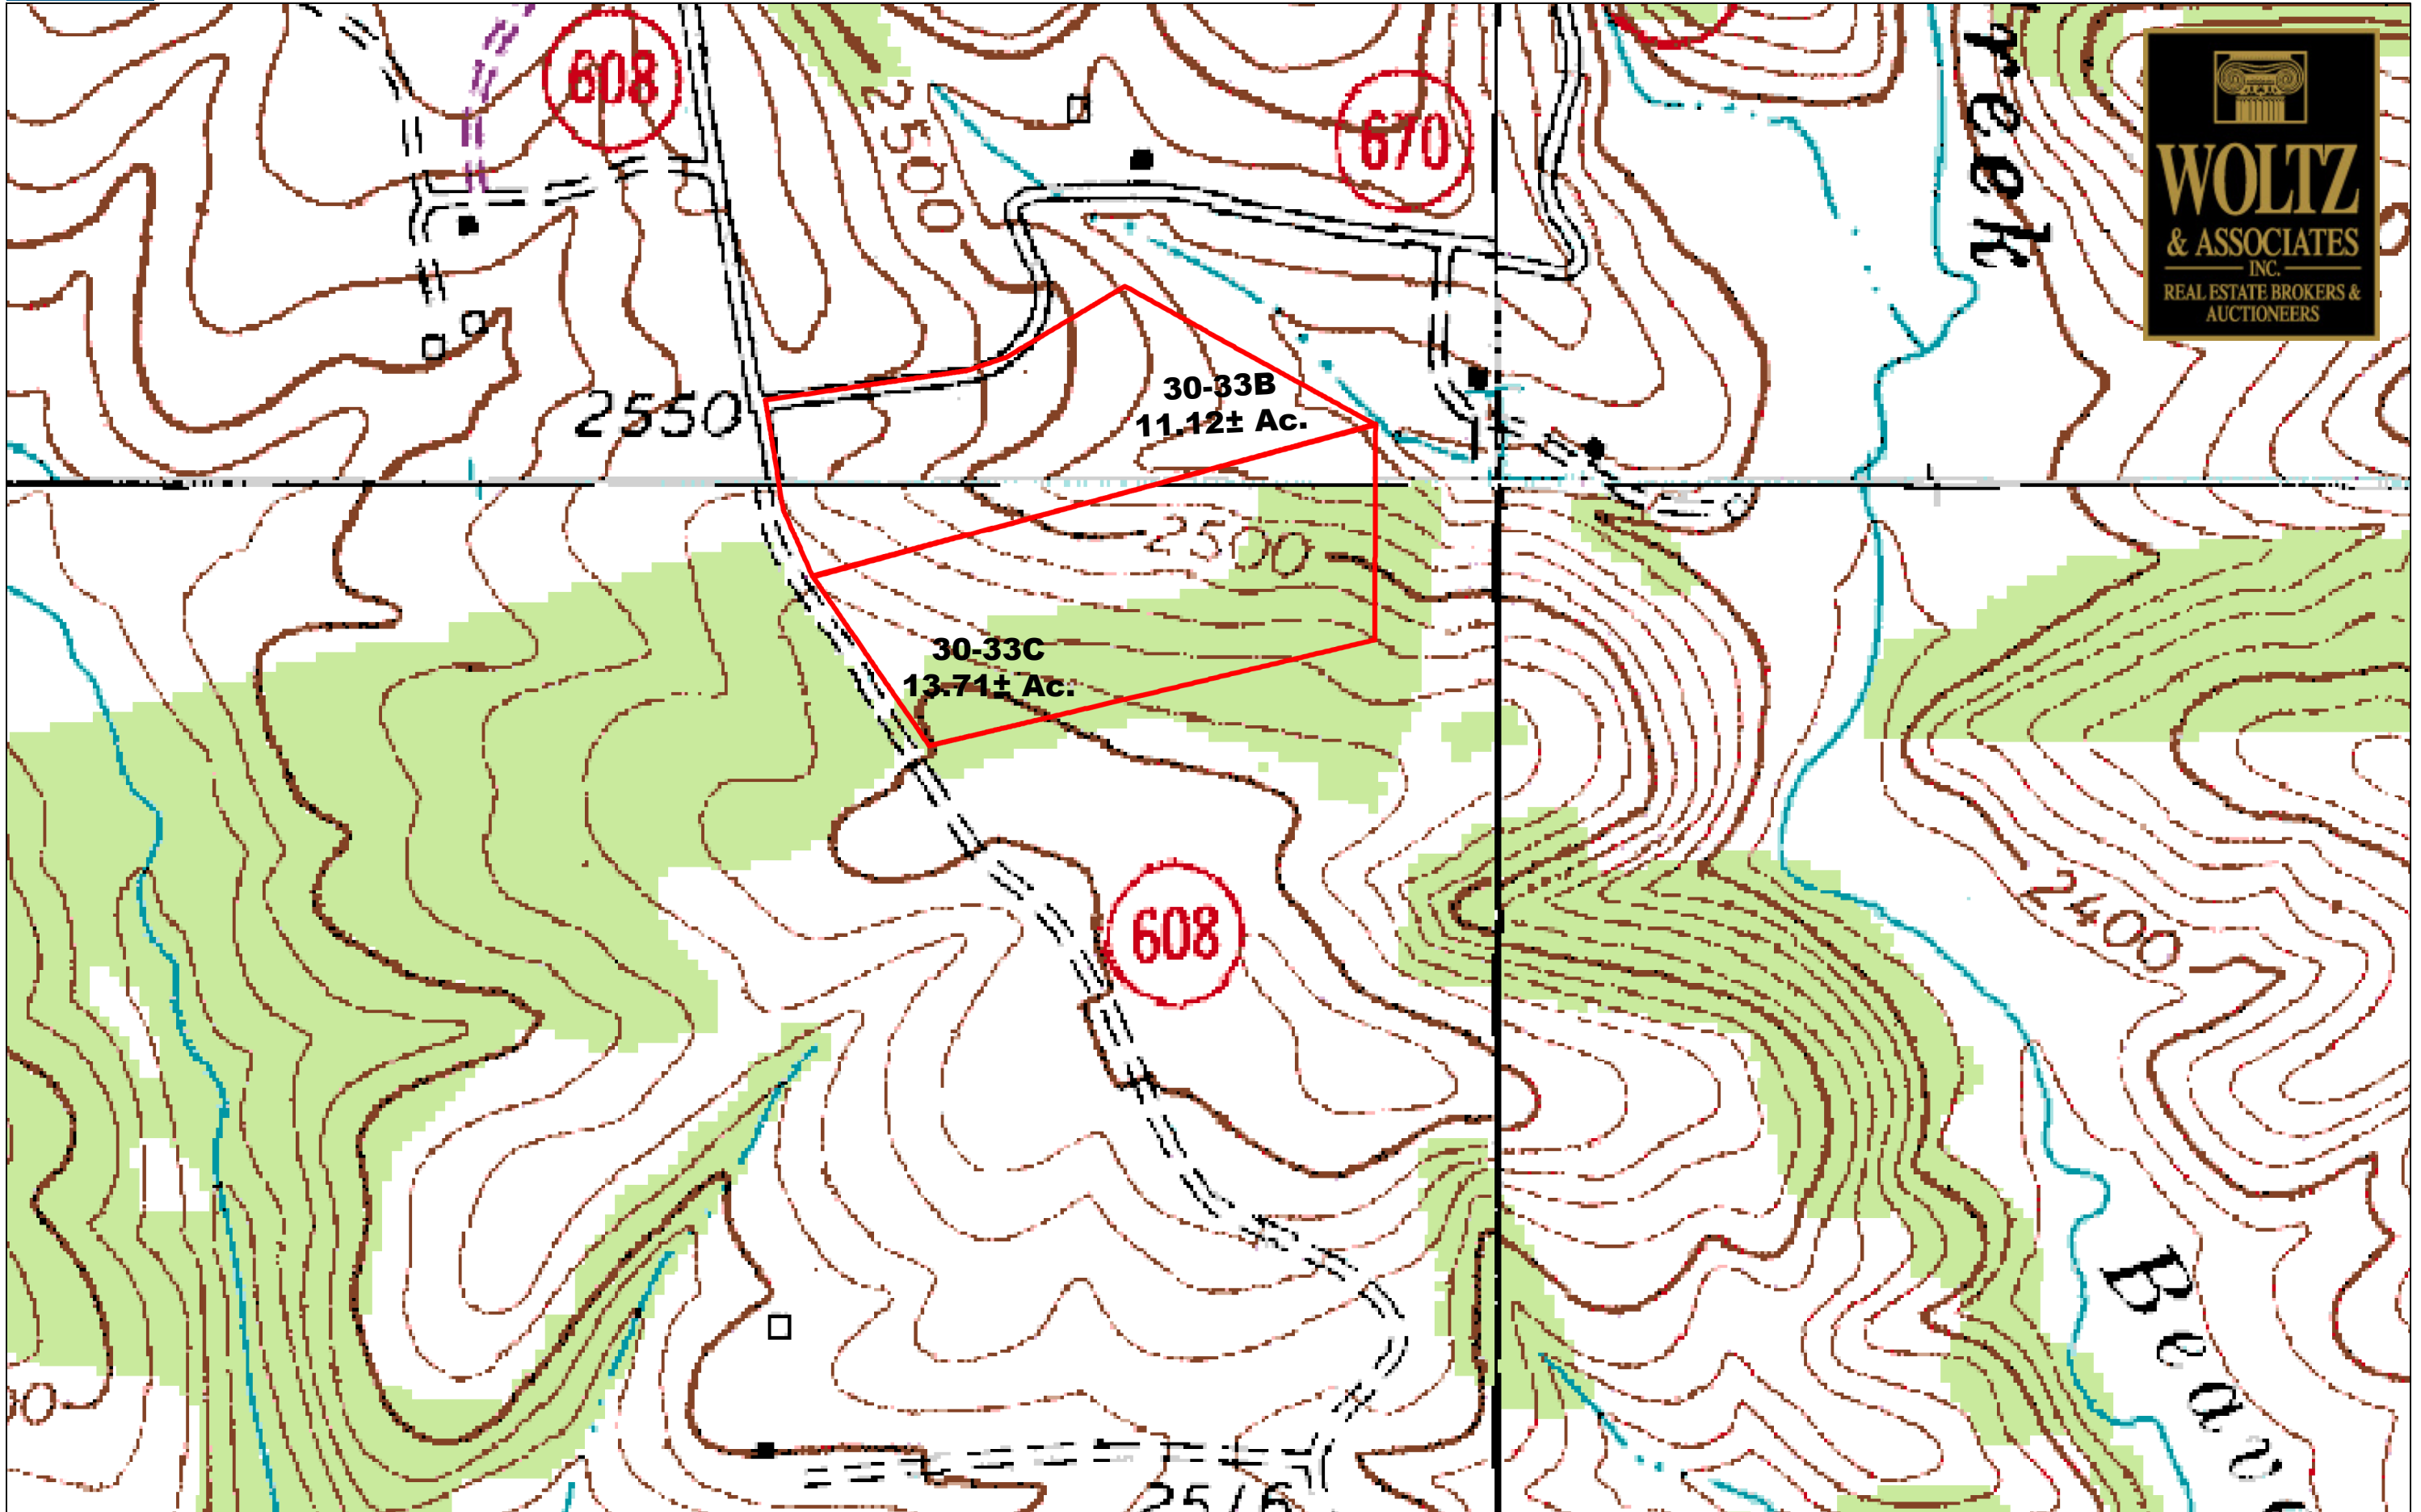 608
670
reek
WOLTZ
& ASSOCIATES
INC.
REAL ESTATE BROKERS &
AUCTIONEERS
2500
2550
30-33B
11.12± Ac.
2500
30-33C
13.71± Ac.
608
2400
Beav